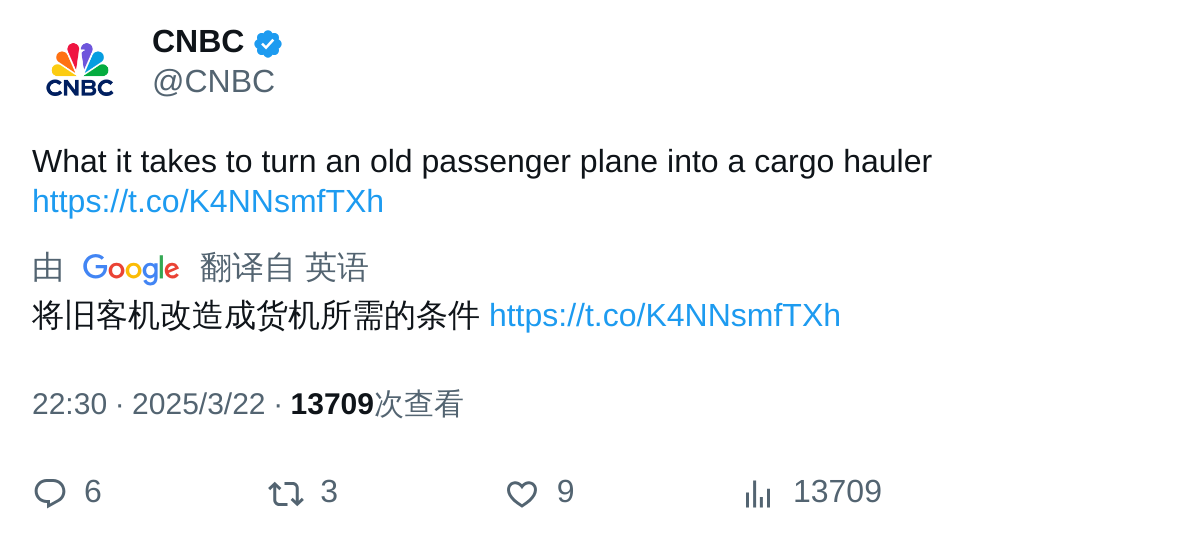 CNBC
CNBC
@CNBC
What it takes to turn an old passenger plane into a cargo hauler
https://t.co/K4NNsmfTXh
由 Google 翻译自 英语
将旧客机改造成货机所需的条件 https://t.co/K4NNsmfTXh
22:30 · 2025/3/22 · 13709次查看
6 3 9 13709